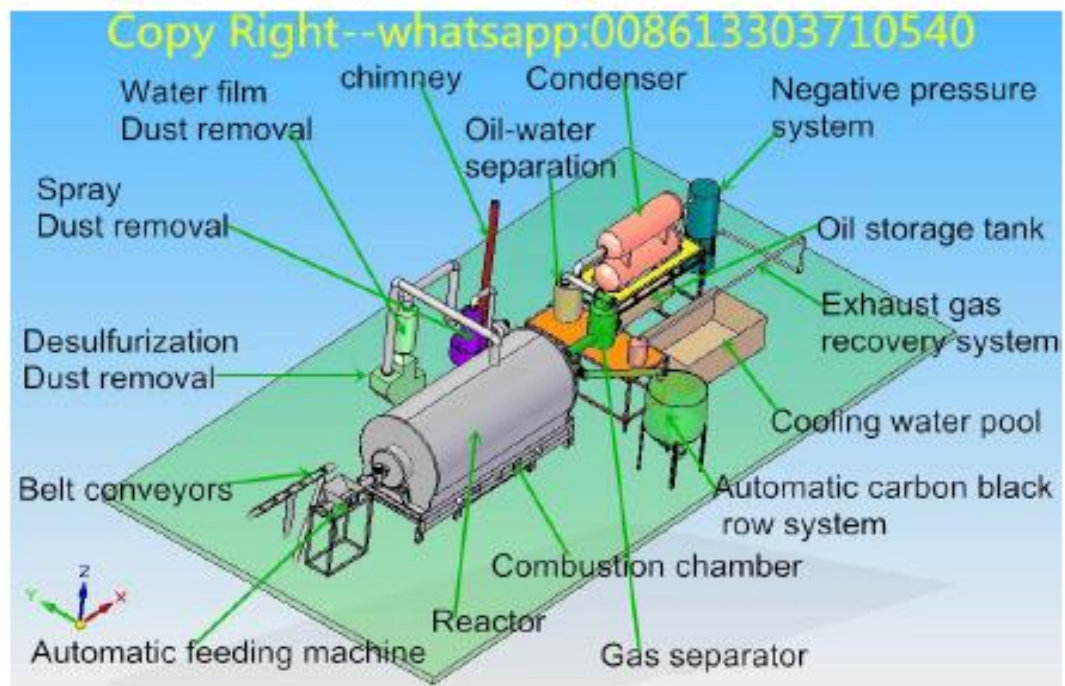 Copy Right--whatsapp:008613303710540
Water film
Dust removal
chimney
Condenser
Oil-water
separation
Negative pressure
system
Spray
Dust removal
Oil storage tank
Exhaust gas
recovery system
Desulfurization
Dust removal
Cooling water pool
Belt conveyors
Automatic carbon black
row system
Combustion chamber
Reactor
Automatic feeding machine
Gas separator
Z
Y
X